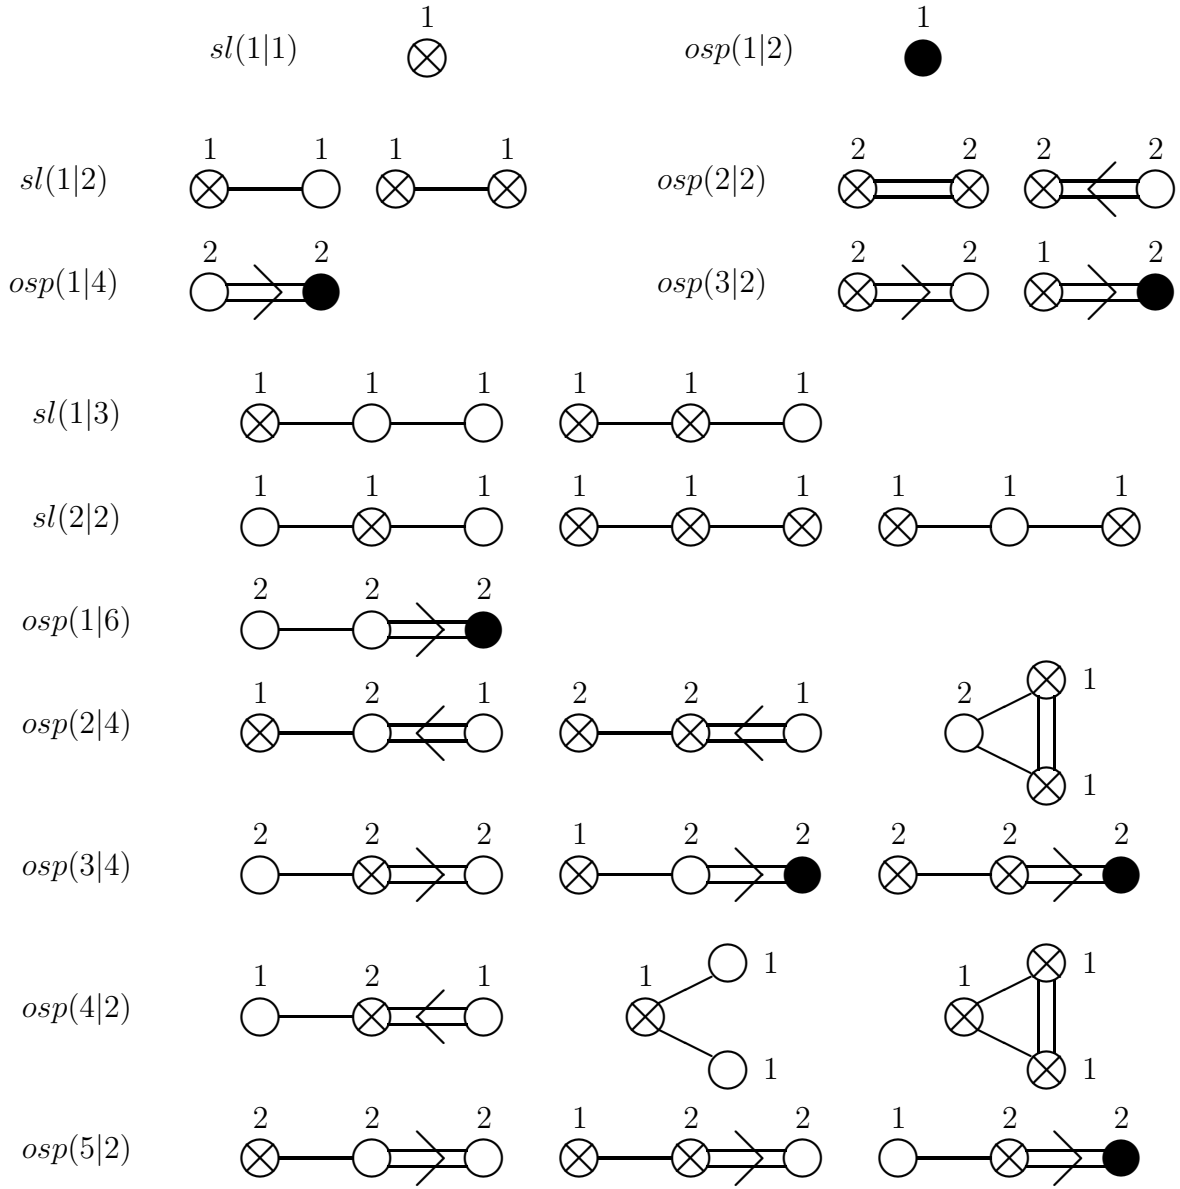 1 1
sl(1|1) osp(1|2)
1 1 1 1 2 2 2 2
sl(1|2) osp(2|2)
2 2 2 2 1 2
osp(1|4) osp(3|2)
1 1 1 1 1 1
sl(1|3)
1 1 1 1 1 1 1 1 1
sl(2|2)
2 2 2
osp(1|6)
1 2 1 2 2 1 2 1
osp(2|4)
1
2 2 2 1 2 2 2 2 2
osp(3|4)
1 2 1 1 1 1 1
osp(4|2)
1 1
2 2 2 1 2 2 1 2 2
osp(5|2)